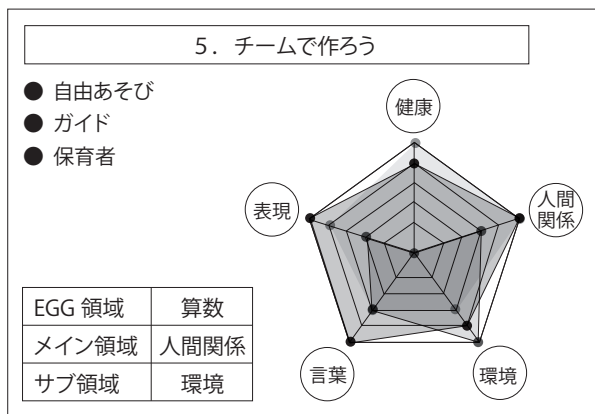 5．チームで作ろう
● 自由あそび
● ガイド
● 保育者
健康
人間
関係
環境
言葉
表現
EGG 領域 算数
メイン領域 人間関係
サブ領域 環境